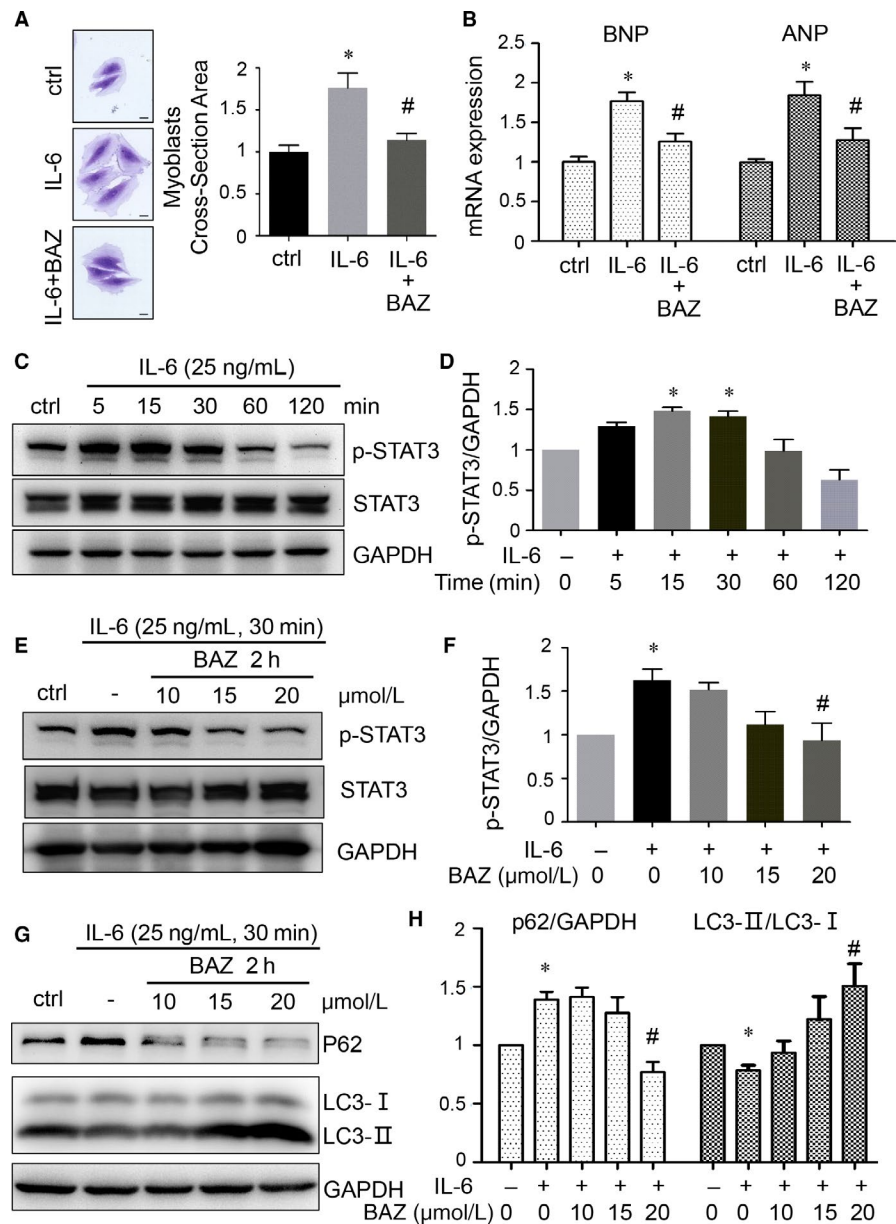 A
ctrl
IL-6
IL-6+BAZ
Myoblasts
Cross-Section Area
2
1.5
1
0.5
0
ctrl
IL-6
IL-6
+
BAZ
*
#
B
BNP
ANP
mRNA expression
2.5
2
1.5
1
0.5
0
*
#
*
#
ctrl
IL-6
IL-6
+
BAZ
ctrl
IL-6
IL-6
+
BAZ
C
IL-6 (25 ng/mL)
ctrl 5 15 30 60 120 min
p-STAT3
STAT3
GAPDH
D
p-STAT3/GAPDH
2
1.5
1
0.5
0
* *
IL-6 – + + + + +
Time (min) 0 5 15 30 60 120
E
IL-6 (25 ng/mL, 30 min)
BAZ 2 h
ctrl - 10 15 20 µmol/L
p-STAT3
STAT3
GAPDH
F
p-STAT3/GAPDH
2
1.5
1
0.5
0
*
#
IL-6 – + + + +
BAZ (µmol/L) 0 0 10 15 20
G
IL-6 (25 ng/mL, 30 min)
BAZ 2 h
ctrl - 10 15 20 µmol/L
P62
LC3-Ⅰ
LC3-Ⅱ
GAPDH
H
p62/GAPDH LC3-Ⅱ/LC3-Ⅰ
2
1.5
1
0.5
0
*
#
*
#
IL-6 – + + + + – + + + +
BAZ (µmol/L) 0 0 10 15 20 0 0 10 15 20